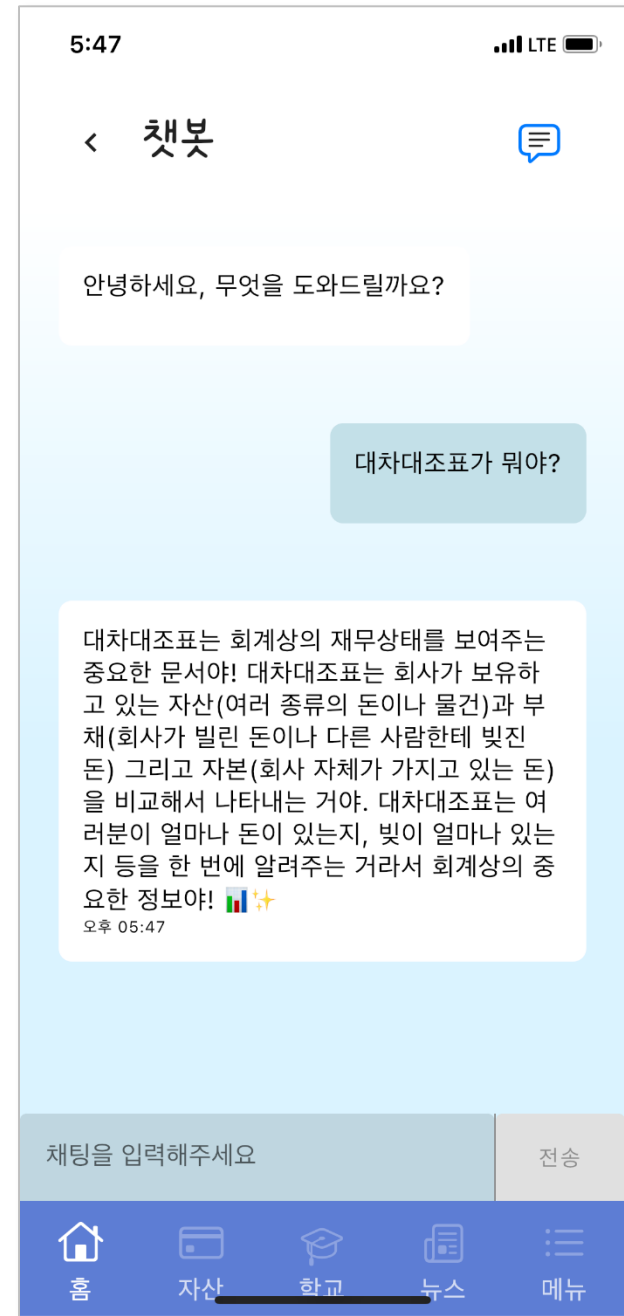 5:47
LTE
챗봇
안녕하세요, 무엇을 도와드릴까요?
대차대조표가 뭐야?
대차대조표는 회계상의 재무상태를 보여주는
중요한 문서야! 대차대조표는 회사가 보유하
고 있는 자산(여러 종류의 돈이나 물건)과 부
채(회사가 빌린 돈이나 다른 사람한테 빚진
돈) 그리고 자본(회사 자체가 가지고 있는 돈)
을 비교해서 나타내는 거야. 대차대조표는 여
러분이 얼마나 돈이 있는지, 빚이 얼마나 있는
지 등을 한 번에 알려주는 거라서 회계상의 중
요한 정보야! 📊✨
오후 05:47
채팅을 입력해주세요
전송
홈
자산
학교
뉴스
메뉴